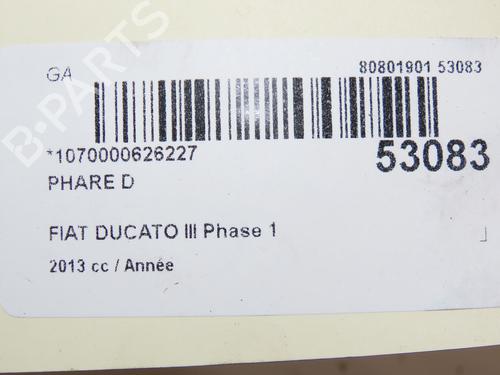 GA
80801901 53083
*1070000626227
53083
PHARE D
FIAT DUCATO III Phase 1
2013 cc / Année
B-PARTS